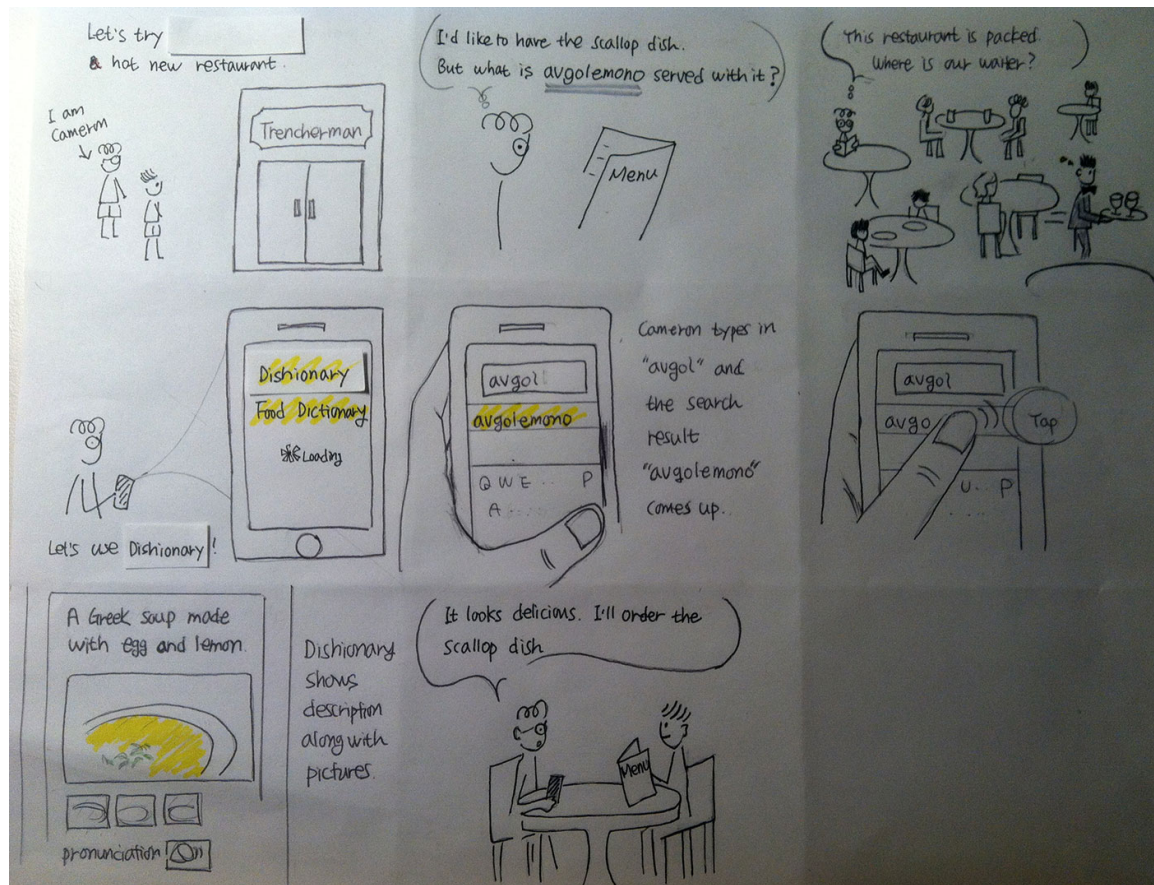 Let's try
a hot new restaurant.
I am
Cameron
Trencherman
I'd like to have the scallop dish.
But what is avgolemono served with it?
Menu
This restaurant is packed.
Where is our waiter?
Let's use Dishionary!
Dishionary
Food Dictionary
Loading
avgol
avgolemono
Q W E .. P
A .....
Cameron types in
"avgol" and
the search
result
"avgolemono"
comes up.
avgol
avgo
Tap
U... P
A Greek soup made
with egg and lemon.
pronunciation
Dishionary
shows
description
along with
pictures.
It looks delicious. I'll order the
scallop dish
Menu